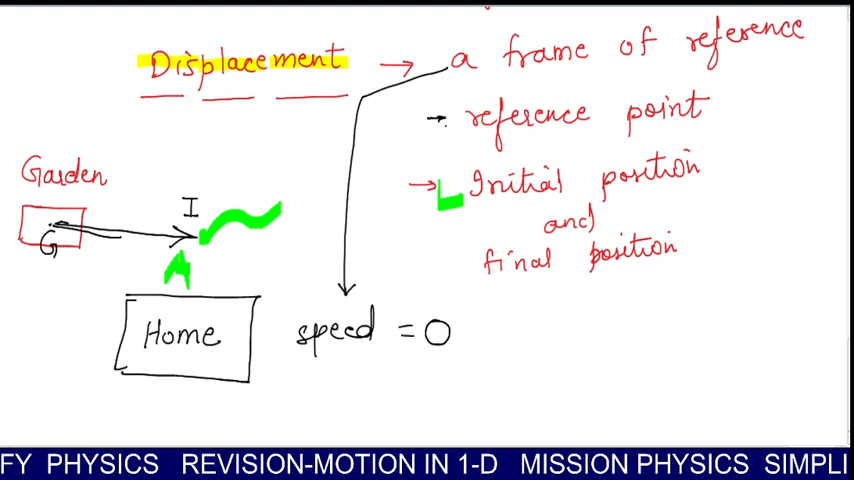 Displacement → a frame of reference
→ reference point
Garden
→ Initial position
I
and
G
final position
A
Home
speed = 0
FY PHYSICS REVISION-MOTION IN 1-D MISSION PHYSICS SIMPLI